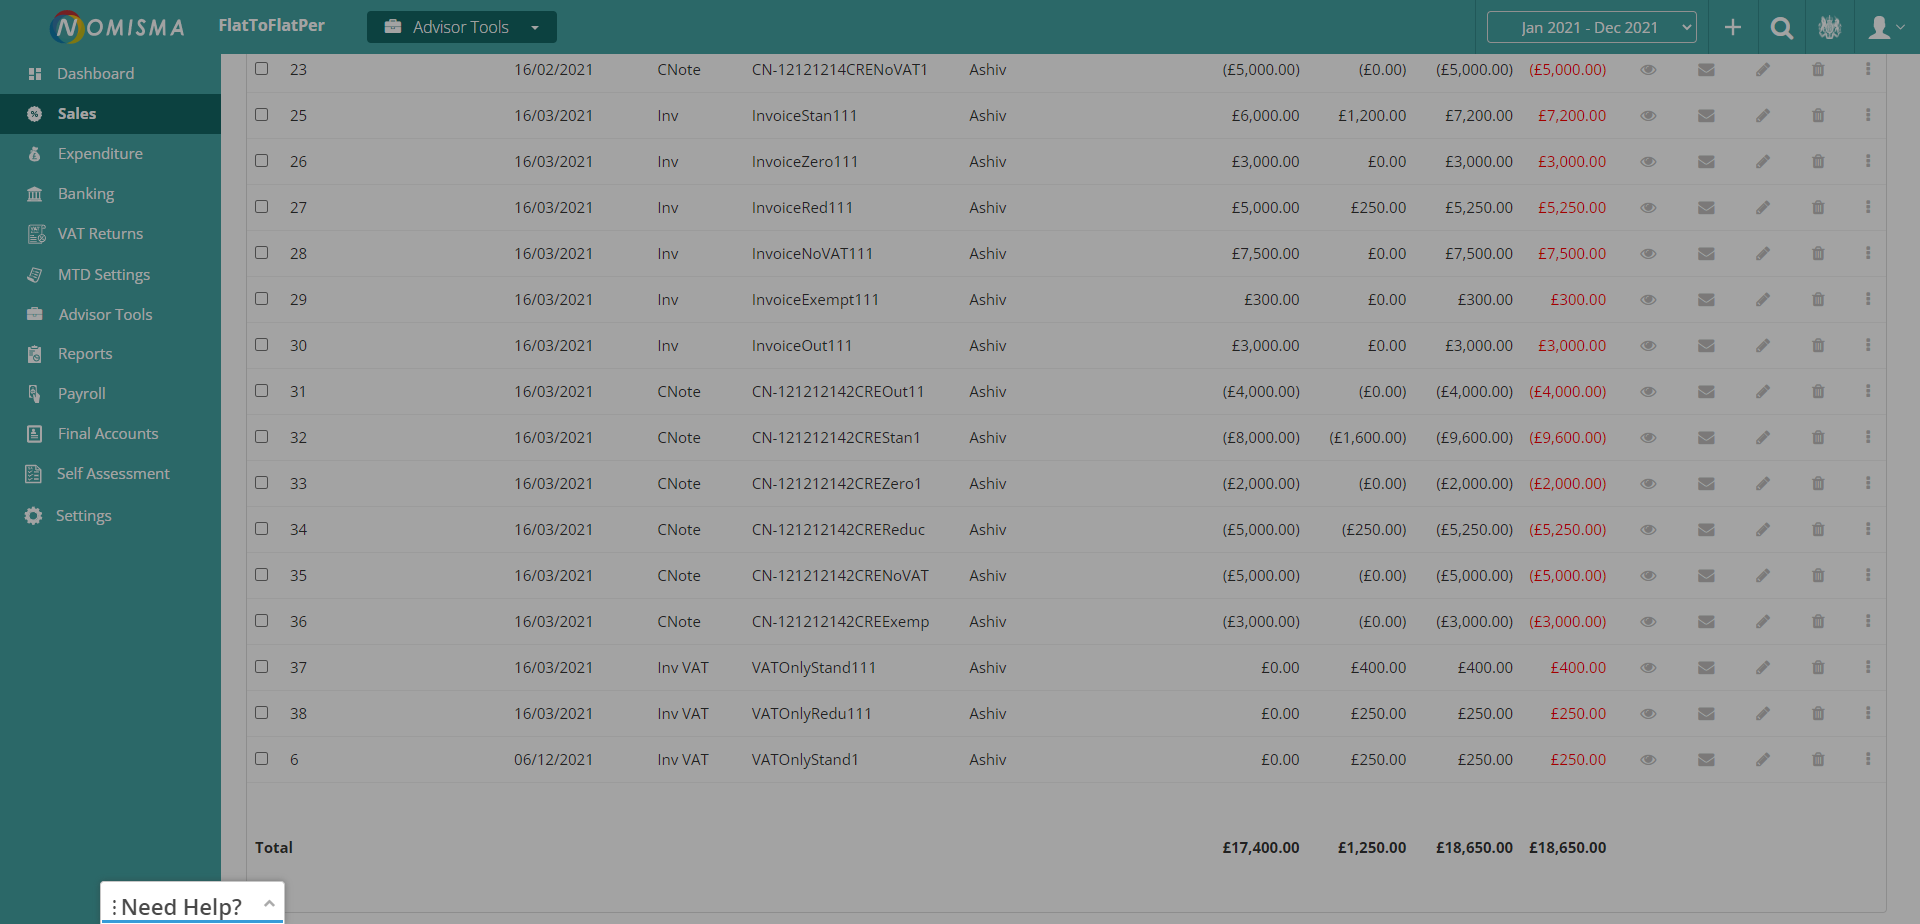 NOMISMA FlatToFlatPer Advisor Tools Jan 2021 - Dec 2021
Dashboard
Sales
Expenditure
Banking
VAT Returns
MTD Settings
Advisor Tools
Reports
Payroll
Final Accounts
Self Assessment
Settings
23 16/02/2021 CNote CN-12121214CRENoVAT1 Ashiv (£5,000.00) (£0.00) (£5,000.00) (£5,000.00)
25 16/03/2021 Inv InvoiceStan111 Ashiv £6,000.00 £1,200.00 £7,200.00 £7,200.00
26 16/03/2021 Inv InvoiceZero111 Ashiv £3,000.00 £0.00 £3,000.00 £3,000.00
27 16/03/2021 Inv InvoiceRed111 Ashiv £5,000.00 £250.00 £5,250.00 £5,250.00
28 16/03/2021 Inv InvoiceNoVAT111 Ashiv £7,500.00 £0.00 £7,500.00 £7,500.00
29 16/03/2021 Inv InvoiceExempt111 Ashiv £300.00 £0.00 £300.00 £300.00
30 16/03/2021 Inv InvoiceOut111 Ashiv £3,000.00 £0.00 £3,000.00 £3,000.00
31 16/03/2021 CNote CN-121212142CREOut11 Ashiv (£4,000.00) (£0.00) (£4,000.00) (£4,000.00)
32 16/03/2021 CNote CN-121212142CREStan1 Ashiv (£8,000.00) (£1,600.00) (£9,600.00) (£9,600.00)
33 16/03/2021 CNote CN-121212142CREZero1 Ashiv (£2,000.00) (£0.00) (£2,000.00) (£2,000.00)
34 16/03/2021 CNote CN-121212142CREReduc Ashiv (£5,000.00) (£250.00) (£5,250.00) (£5,250.00)
35 16/03/2021 CNote CN-121212142CRENoVAT Ashiv (£5,000.00) (£0.00) (£5,000.00) (£5,000.00)
36 16/03/2021 CNote CN-121212142CREExemp Ashiv (£3,000.00) (£0.00) (£3,000.00) (£3,000.00)
37 16/03/2021 Inv VAT VATOnlyStand111 Ashiv £0.00 £400.00 £400.00 £400.00
38 16/03/2021 Inv VAT VATOnlyRedu111 Ashiv £0.00 £250.00 £250.00 £250.00
6 06/12/2021 Inv VAT VATOnlyStand1 Ashiv £0.00 £250.00 £250.00 £250.00
Total £17,400.00 £1,250.00 £18,650.00 £18,650.00
Need Help?